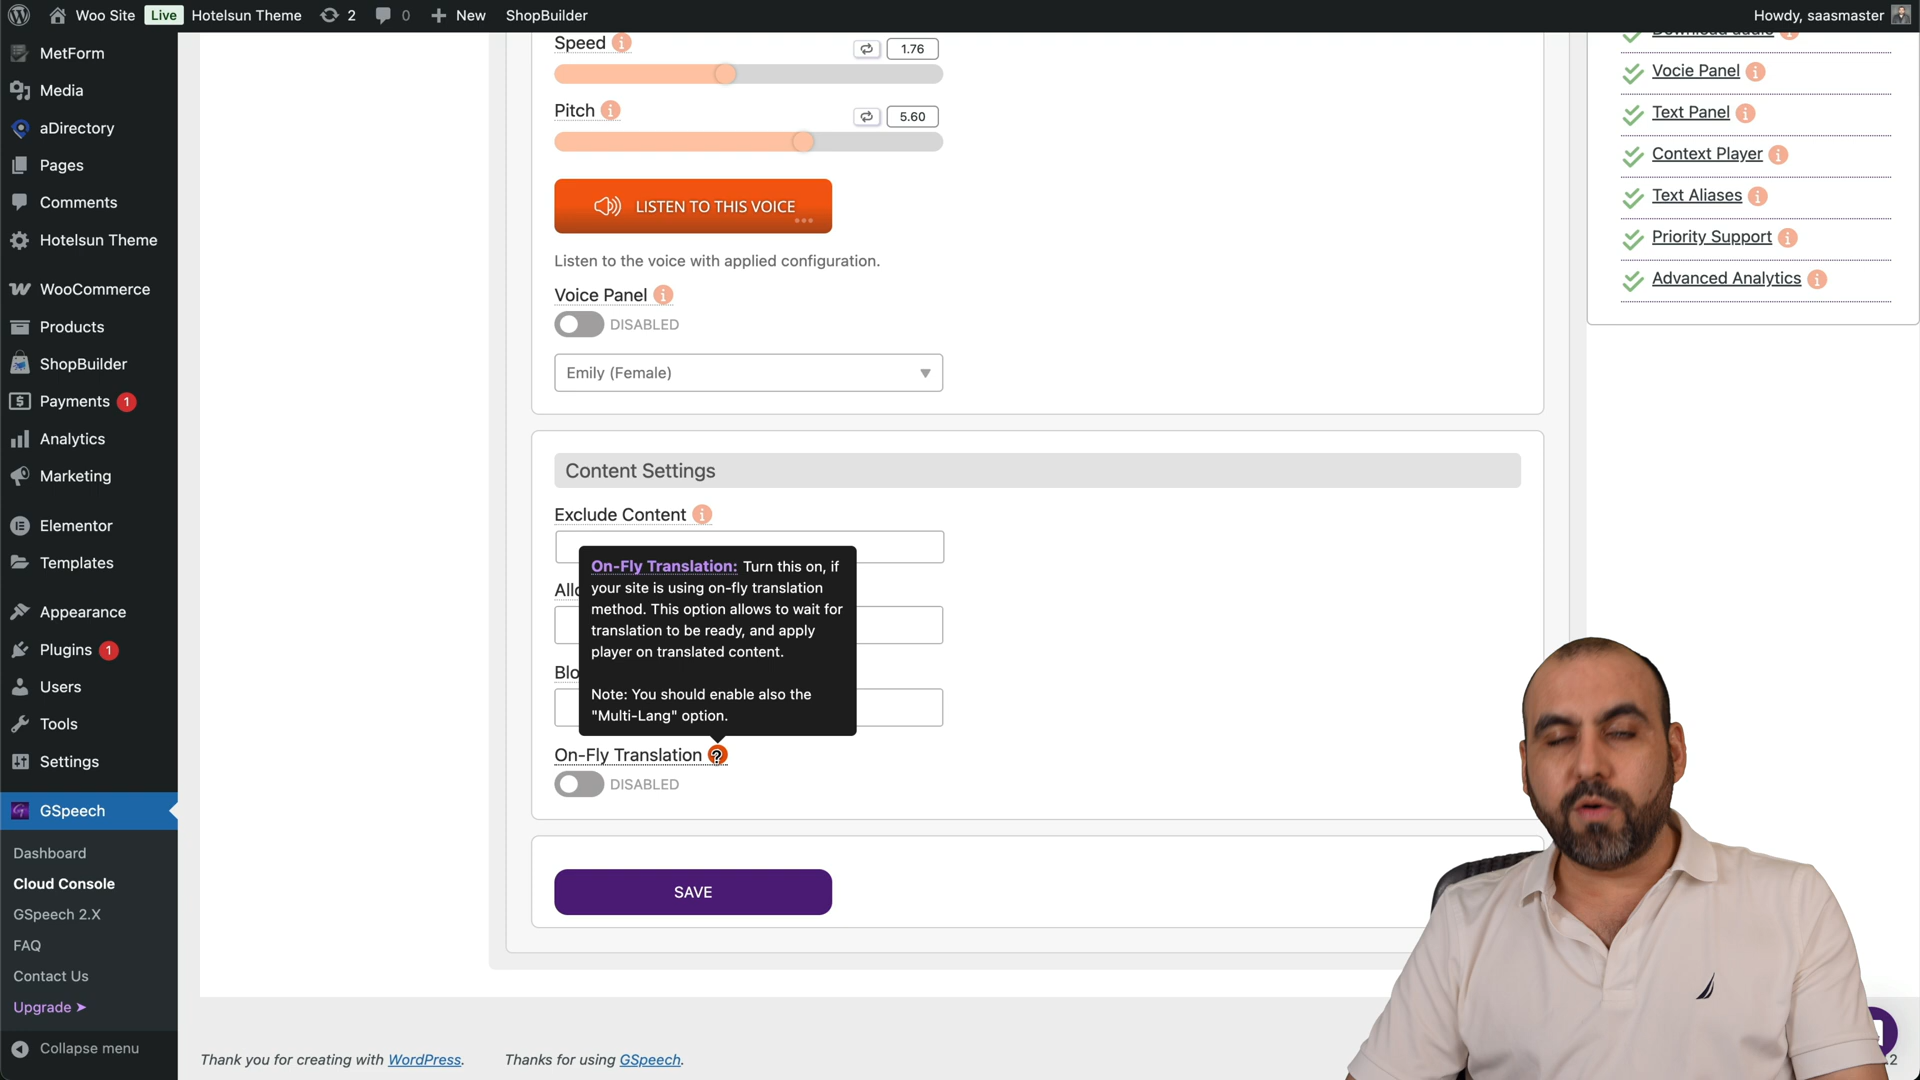 Woo Site
Live
Hotelsun Theme
2
0
New
ShopBuilder
Howdy, saasmaster
MetForm
Media
aDirectory
Pages
Comments
Hotelsun Theme
WooCommerce
Products
ShopBuilder
Payments 1
Analytics
Marketing
Elementor
Templates
Appearance
Plugins 1
Users
Tools
Settings
GSpeech
Dashboard
Cloud Console
GSpeech 2.X
FAQ
Contact Us
Upgrade ➤
Collapse menu
Speed
1.76
Pitch
5.60
LISTEN TO THIS VOICE
Listen to the voice with applied configuration.
Voice Panel
DISABLED
Emily (Female)
Content Settings
Exclude Content
On-Fly Translation: Turn this on, if
your site is using on-fly translation
method. This option allows to wait for
translation to be ready, and apply
player on translated content.
Note: You should enable also the
"Multi-Lang" option.
On-Fly Translation ?
DISABLED
SAVE
Download audio
Vocie Panel
Text Panel
Context Player
Text Aliases
Priority Support
Advanced Analytics
Thank you for creating with WordPress.
Thanks for using GSpeech.